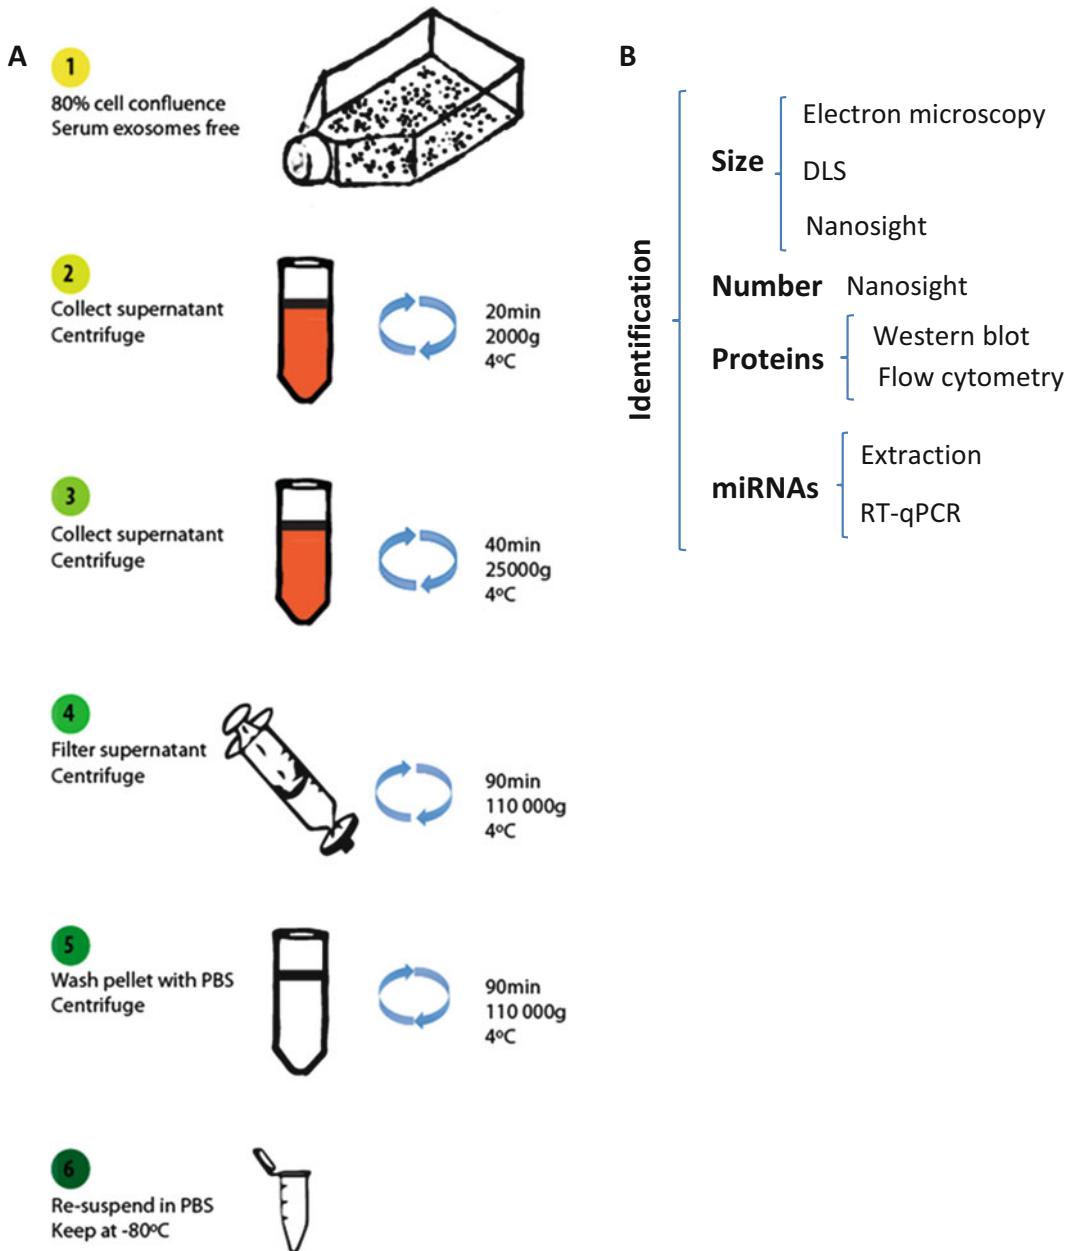 A
1
80% cell confluence
Serum exosomes free
2
Collect supernatant
Centrifuge
20min
2000g
4ºC
3
Collect supernatant
Centrifuge
40min
25000g
4ºC
4
Filter supernatant
Centrifuge
90min
110 000g
4ºC
5
Wash pellet with PBS
Centrifuge
90min
110 000g
4ºC
6
Re-suspend in PBS
Keep at -80ºC
B
Identification
Size
Electron microscopy
DLS
Nanosight
Number Nanosight
Proteins
Western blot
Flow cytometry
miRNAs
Extraction
RT-qPCR